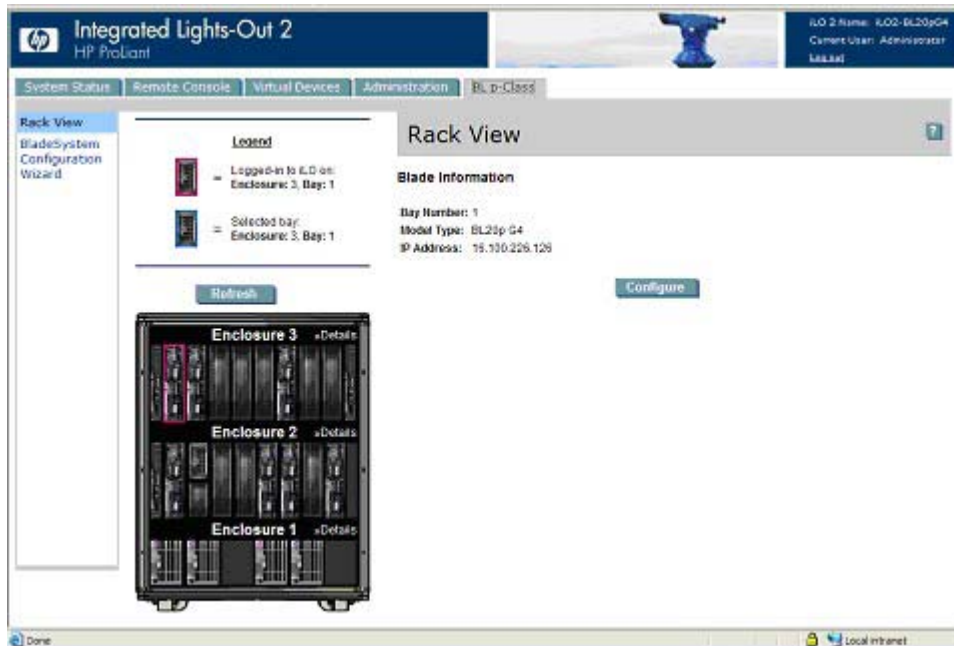 hp
Integrated Lights-Out 2
HP ProLiant
iLO 2 Name: iLO2-BL20pG4
Current User: Administrator
Log out
System Status
Remote Console
Virtual Devices
Administration
BL p-Class
Rack View
BladeSystem
Configuration
Wizard
Legend
= Logged-in to iLO on:
Enclosure: 3, Bay: 1
= Selected bay:
Enclosure: 3, Bay: 1
Refresh
Enclosure 3 »Details
Enclosure 2 »Details
Enclosure 1 »Details
Rack View
?
Blade Information
Bay Number: 1
Model Type: BL20p G4
IP Address: 16.100.226.126
Configure
Done
Local intranet